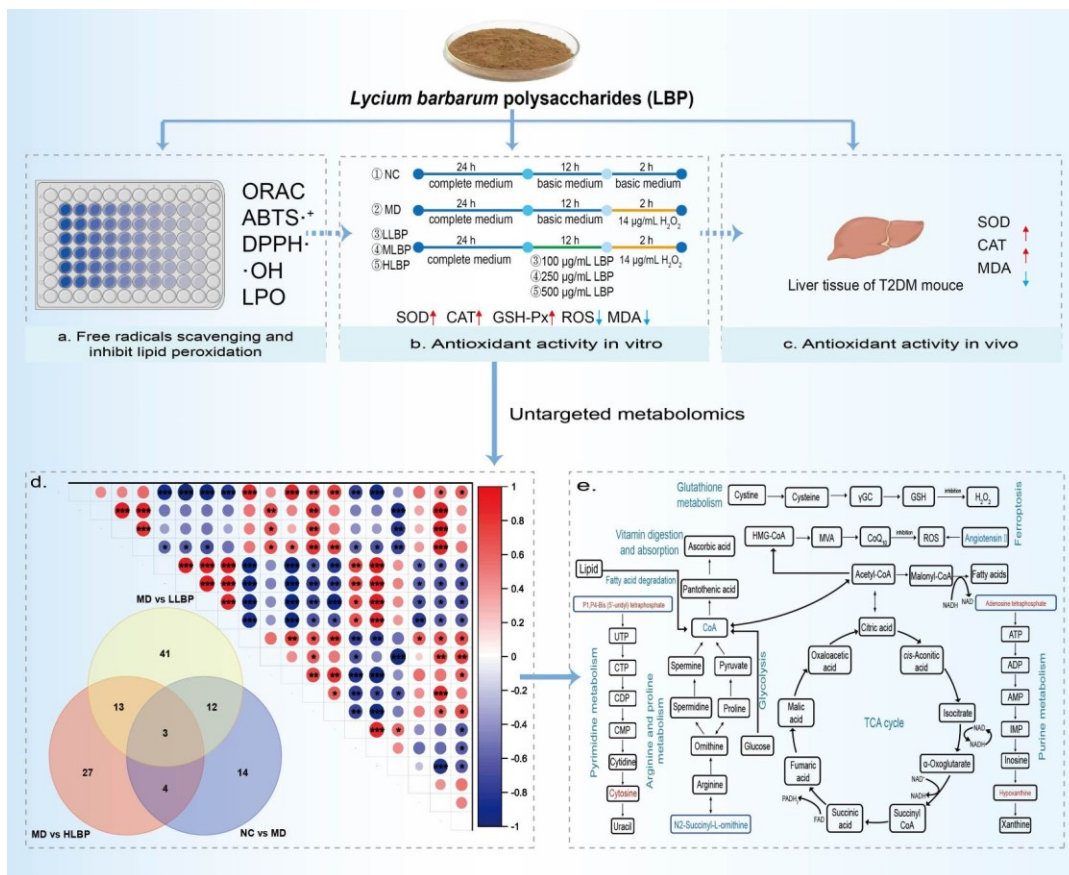 Lycium barbarum polysaccharides (LBP)
ORAC
ABTS·⁺
DPPH·
·OH
LPO
a. Free radicals scavenging and
inhibit lipid peroxidation
① NC
24 h
12 h
2 h
complete medium
basic medium
basic medium
② MD
24 h
12 h
2 h
complete medium
basic medium
14 µg/mL H₂O₂
③LLBP
④MLBP
⑤HLBP
24 h
12 h
2 h
complete medium
③100 µg/mL LBP
④250 µg/mL LBP
⑤500 µg/mL LBP
14 µg/mL H₂O₂
SOD↑ CAT↑ GSH-Px↑ ROS↓ MDA↓
b. Antioxidant activity in vitro
SOD ↑
CAT ↑
MDA ↓
Liver tissue of T2DM mouce
c. Antioxidant activity in vivo
Untargeted metabolomics
d.
1
0.8
0.6
0.4
0.2
0
-0.2
-0.4
-0.6
-0.8
-1
MD vs LLBP
41
13
12
3
27
4
14
MD vs HLBP
NC vs MD
e.
Glutathione
metabolism
Cystine
Cysteine
γGC
GSH
inhibition
H₂O₂
Ferroptosis
Vitamin digestion
and absorption
Ascorbic acid
HMG-CoA
MVA
CoQ₁₀
inhibition
ROS
Angiotensin II
Lipid
Fatty acid degradation
Pantothenic acid
Acetyl-CoA
Malonyl-CoA
Fatty acids
NADH
NAD⁺
P1,P4-Bis (5'-uridyl) tetraphosphate
CoA
Citric acid
Adenosine tetraphosphate
Pyrimidine metabolism
UTP
CTP
CDP
CMP
Cytidine
Cytosine
Uracil
Arginine and proline
metabolism
Spermine
Pyruvate
Spermidine
Proline
Ornithine
Arginine
N2-Succinyl-L-ornithine
Glycolysis
Glucose
TCA cycle
Oxaloacetic
acid
cis-Aconitic
acid
Malic
acid
Isocitrate
NAD⁺
NADH
Fumaric
acid
α-Oxoglutarate
NAD⁺
NADH
PADH₂
FAD
Succinic
acid
Succinyl
CoA
Purine metabolism
ATP
ADP
AMP
IMP
Inosine
Hypoxanthine
Xanthine